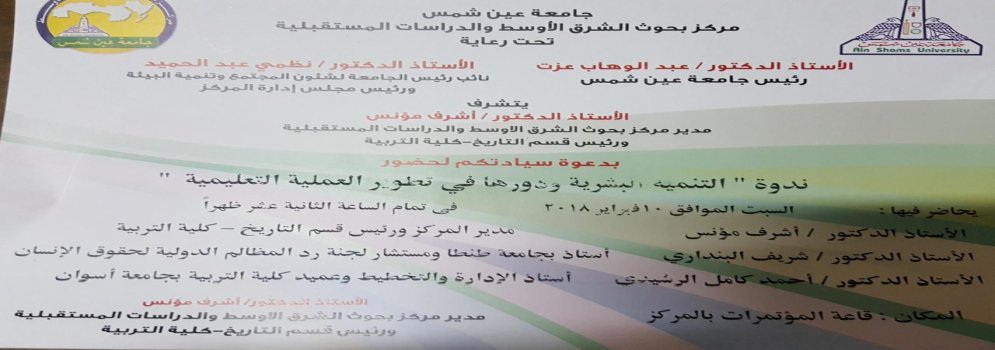 جامعة عين شمس
مركز بحوث الشرق الأوسط والدراسات المستقبلية
تحت رعاية
جامعة عين شمس
جامعة عين شمس
Ain Shams University
الأستاذ الدكتور / عبد الوهاب عزت
رئيس جامعة عين شمس
الأستاذ الدكتور / نظمي عبد الحميد
نائب رئيس الجامعة لشئون المجتمع وتنمية البيئة
ورئيس مجلس إدارة المركز
يتشرف
الأستاذ الدكتور / أشرف مؤنس
مدير مركز بحوث الشرق الاوسط والدراسات المستقبلية
ورئيس قسم التاريخ-كلية التربية
بدعوة سيادتكم لحضور
ندوة " التنميه البشرية ودورها في تطوير العملية التعليمية "
يحاضر فيها : السبت الموافق ١٠ فبراير ٢٠١٨ في تمام الساعة الثانية عشر ظهراً
الأستاذ الدكتور / أشرف مؤنس مدير المركز ورئيس قسم التاريخ – كلية التربية
الأستاذ الدكتور / شريف البنداري أستاذ بجامعة طنطا ومستشار لجنة رد المظالم الدولية لحقوق الإنسان
الأستاذ الدكتور / أحمد كامل الرشيدي أستاذ الإدارة والتخطيط وعميد كلية التربية بجامعة أسوان
المكان : قاعة المؤتمرات بالمركز
الأستاذ الدكتور/ أشرف مؤنس
مدير مركز بحوث الشرق الأوسط والدراسات المستقبلية
ورئيس قسم التاريخ-كلية التربية